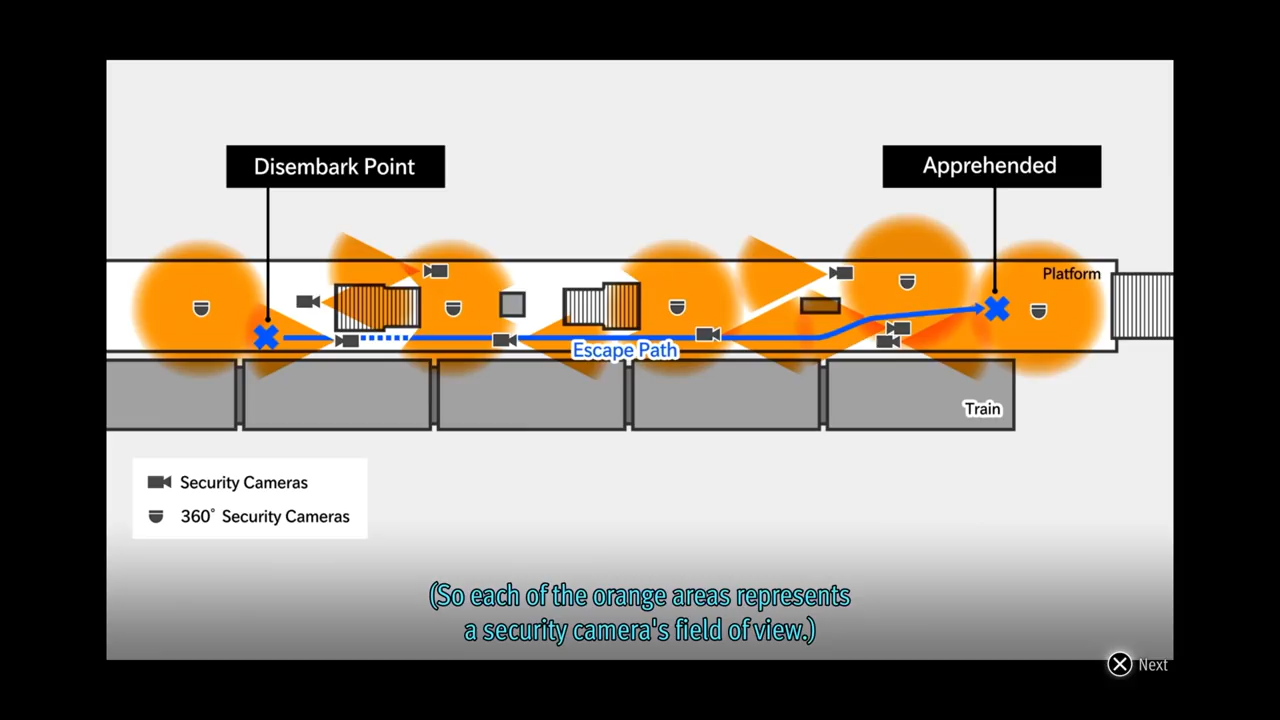 Disembark Point
Apprehended
Platform
Escape Path
Train
Security Cameras
360° Security Cameras
(So each of the orange areas represents
a security camera's field of view.)
Next